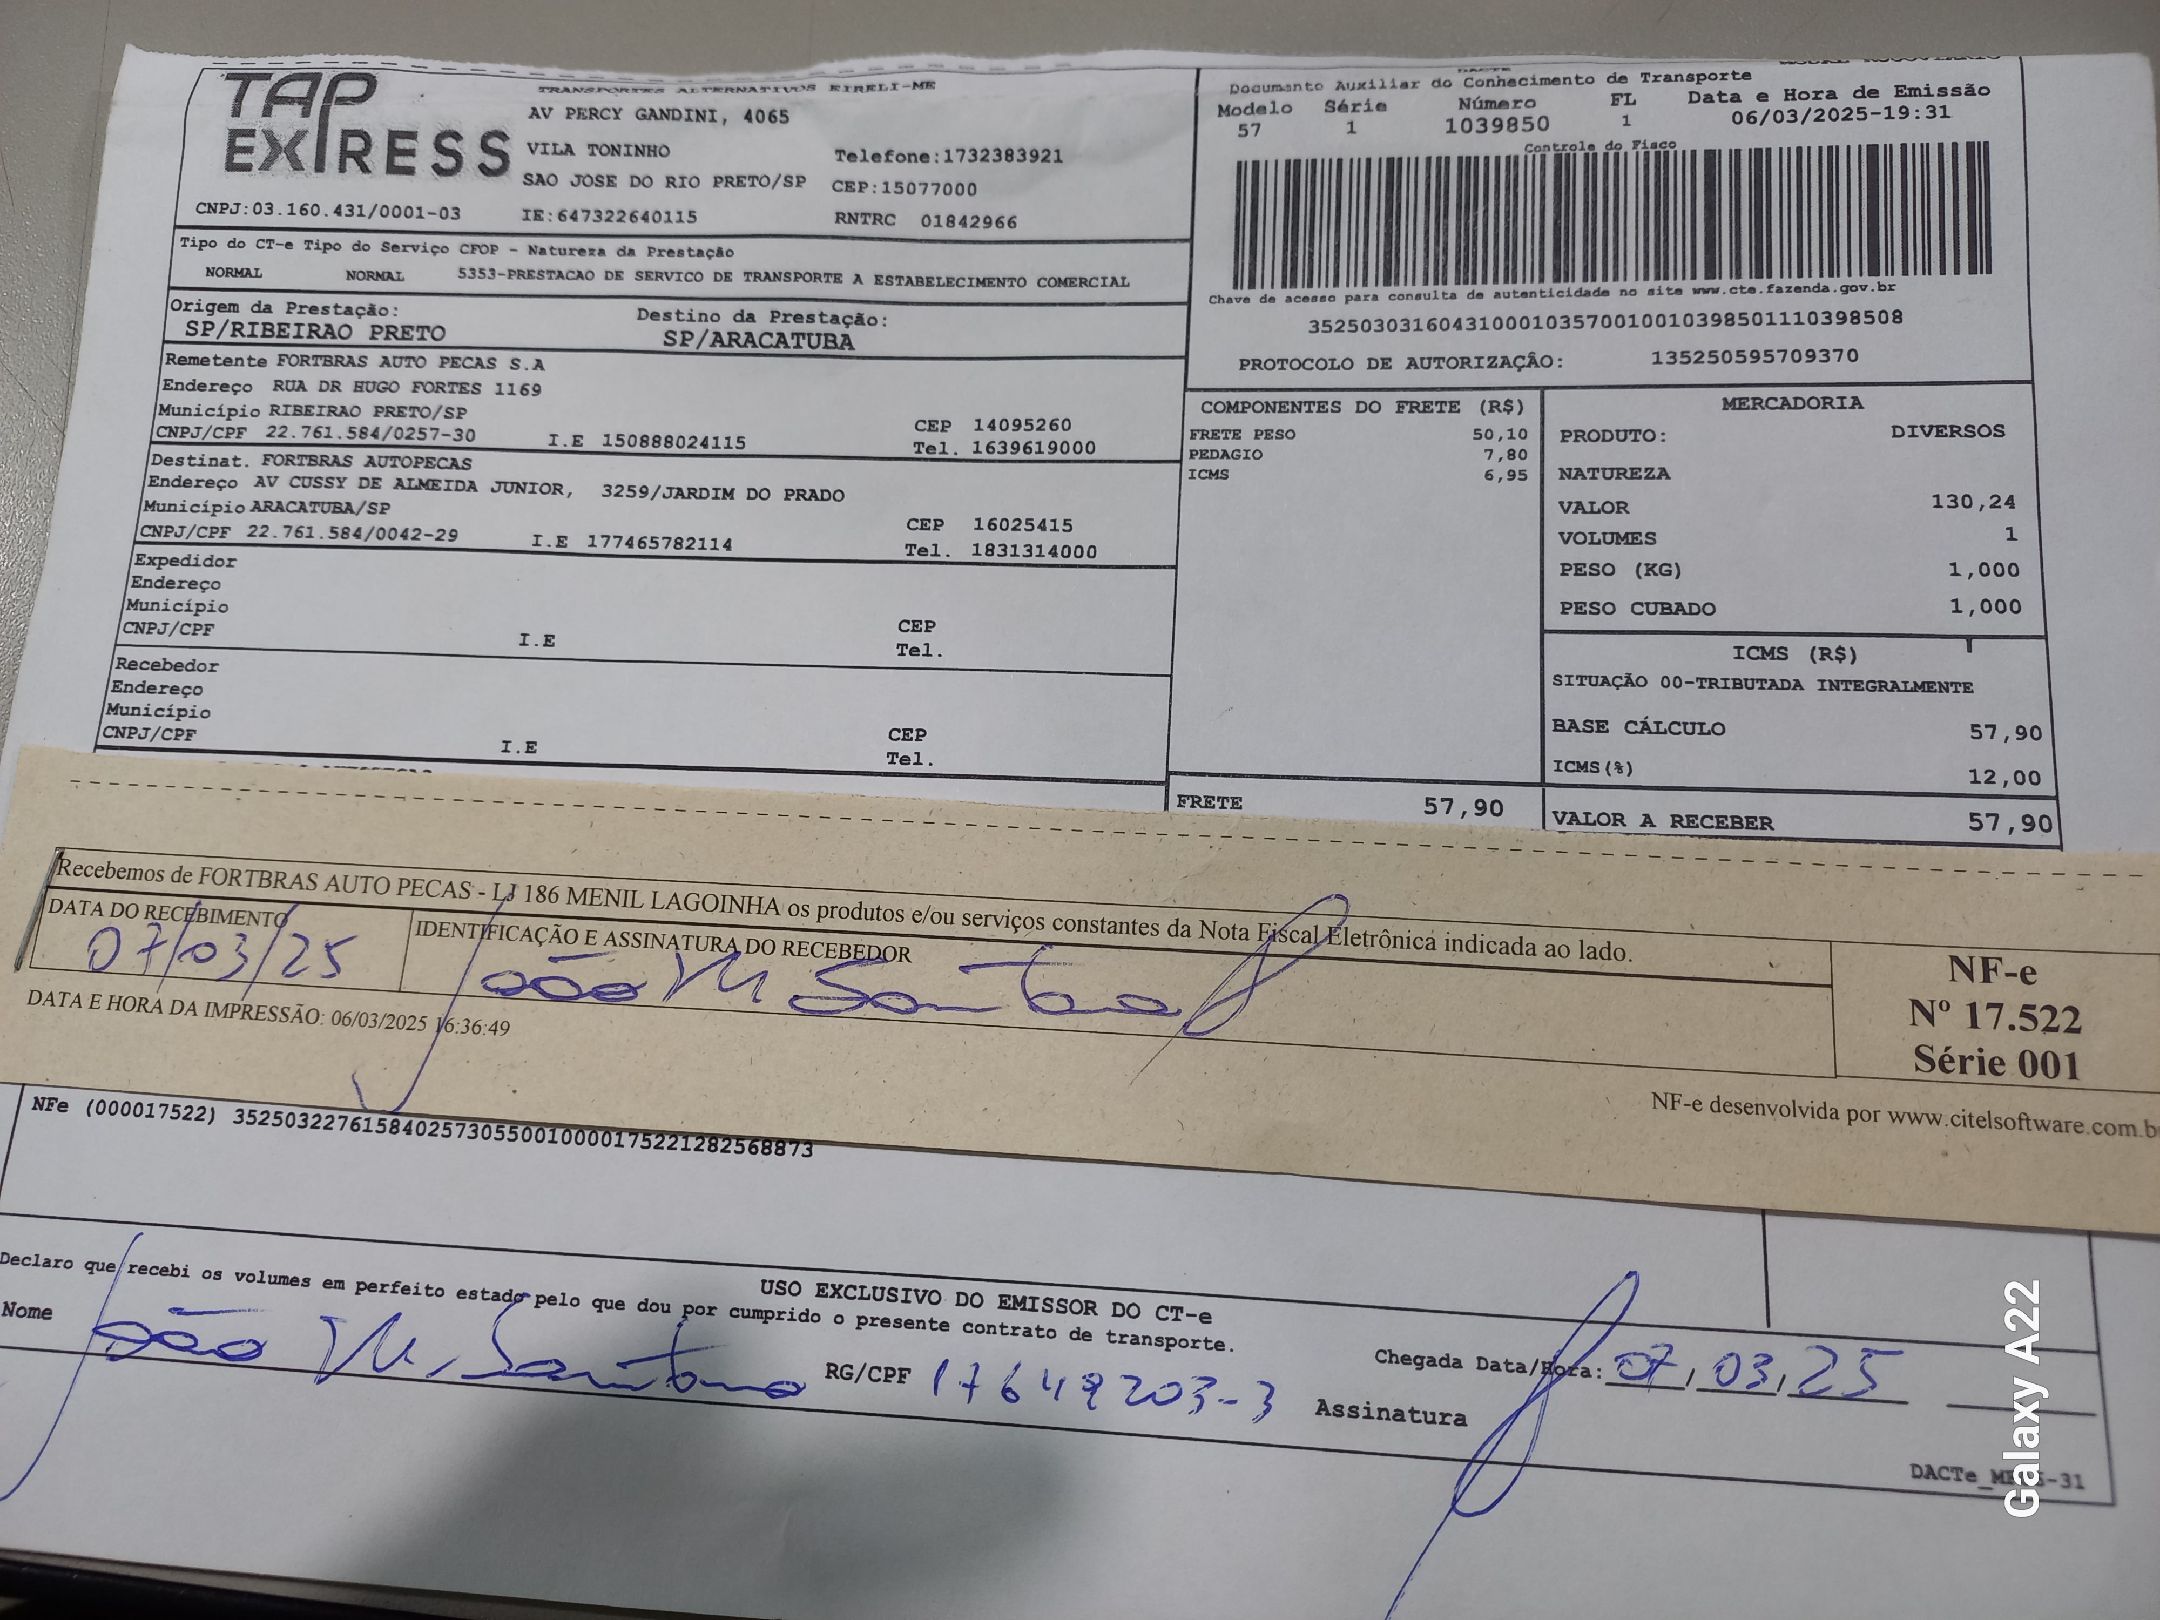 TAP EXPRESS
TRANSPORTES ALTERNATIVOS EIRELI-ME
AV PERCY GANDINI, 4065
VILA TONINHO Telefone:1732383921
SAO JOSE DO RIO PRETO/SP CEP:15077000
CNPJ:03.160.431/0001-03 IE:647322640115 RNTRC 01842966
Tipo do CT-e Tipo do Serviço CFOP - Natureza da Prestação
NORMAL NORMAL 5353-PRESTACAO DE SERVICO DE TRANSPORTE A ESTABELECIMENTO COMERCIAL
Origem da Prestação: Destino da Prestação:
SP/RIBEIRAO PRETO SP/ARACATUBA
Remetente FORTBRAS AUTO PECAS S.A
Endereço RUA DR HUGO FORTES 1169
Município RIBEIRAO PRETO/SP CEP 14095260
CNPJ/CPF 22.761.584/0257-30 I.E 150888024115 Tel. 1639619000
Destinat. FORTBRAS AUTOPECAS
Endereço AV CUSSY DE ALMEIDA JUNIOR, 3259/JARDIM DO PRADO
Município ARACATUBA/SP CEP 16025415
CNPJ/CPF 22.761.584/0042-29 I.E 177465782114 Tel. 1831314000
Expedidor
Endereço
Município CEP
CNPJ/CPF I.E Tel.
Recebedor
Endereço
Município CEP
CNPJ/CPF I.E Tel.
DACTE
Documento Auxiliar do Conhecimento de Transporte
Modelo Série Número FL Data e Hora de Emissão
57 1 1039850 1 06/03/2025-19:31
Controle do Fisco
Chave de acesso para consulta de autenticidade no site www.cte.fazenda.gov.br
35250303160431000103570010010398501110398508
PROTOCOLO DE AUTORIZAÇÂO: 135250595709370
COMPONENTES DO FRETE (R$)
FRETE PESO 50,10
PEDAGIO 7,80
ICMS 6,95
FRETE 57,90
MERCADORIA
PRODUTO: DIVERSOS
NATUREZA
VALOR 130,24
VOLUMES 1
PESO (KG) 1,000
PESO CUBADO 1,000
ICMS (R$)
SITUAÇÃO 00-TRIBUTADA INTEGRALMENTE
BASE CÁLCULO 57,90
ICMS(%) 12,00
VALOR A RECEBER 57,90
Recebemos de FORTBRAS AUTO PECAS - LJ 186 MENIL LAGOINHA os produtos e/ou serviços constantes da Nota Fiscal Eletrônica indicada ao lado.
DATA DO RECEBIMENTO IDENTIFICAÇÃO E ASSINATURA DO RECEBEDOR
07/03/25 João M Santana
DATA E HORA DA IMPRESSÃO: 06/03/2025 16:36:49
NF-e
Nº 17.522
Série 001
NF-e desenvolvida por www.citelsoftware.com.b
NFe (000017522) 35250322761584025730550010000175221282568873
USO EXCLUSIVO DO EMISSOR DO CT-e
Declaro que recebi os volumes em perfeito estado pelo que dou por cumprido o presente contrato de transporte.
Nome João M. Santana RG/CPF 17649203-3 Assinatura
Chegada Data/Hora: 07,03,25
Galaxy A22